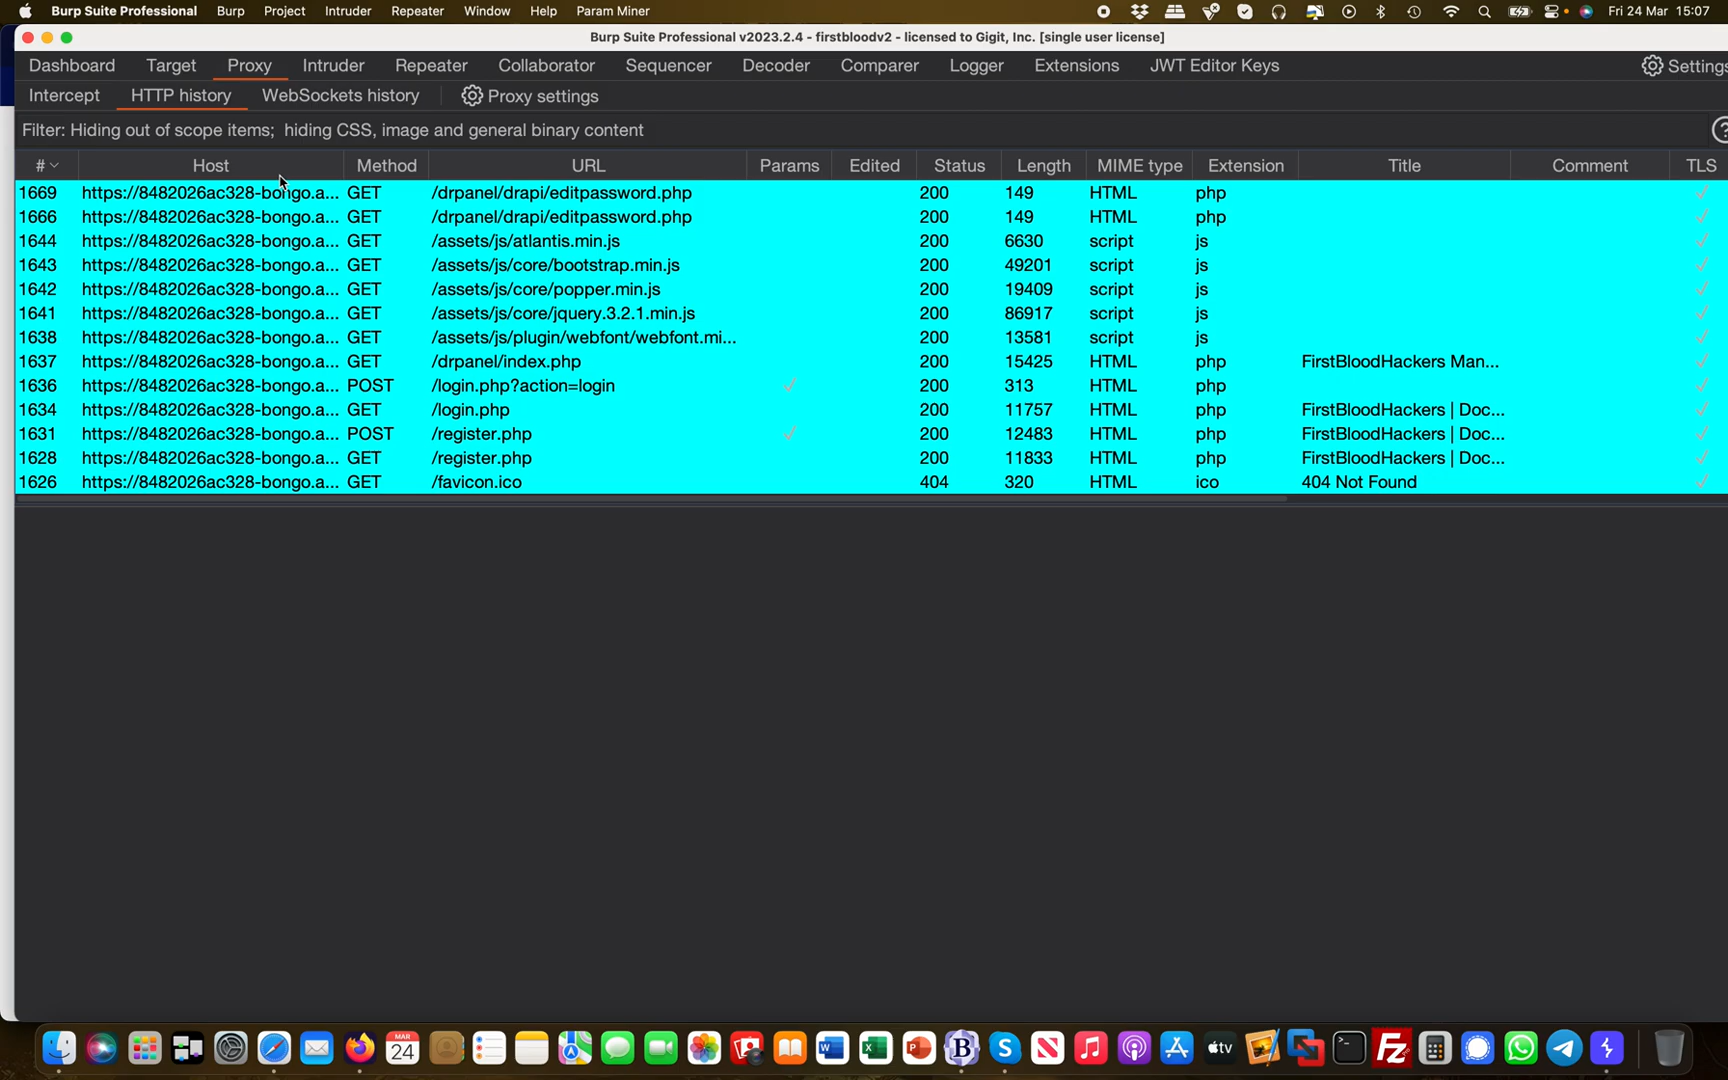 Burp Suite Professional Burp Project Intruder Repeater Window Help Param Miner Fri 24 Mar 15:07
Burp Suite Professional v2023.2.4 - firstbloodv2 - licensed to Gigit, Inc. [single user license]
Dashboard Target Proxy Intruder Repeater Collaborator Sequencer Decoder Comparer Logger Extensions JWT Editor Keys Settings
Intercept HTTP history WebSockets history Proxy settings
Filter: Hiding out of scope items; hiding CSS, image and general binary content ?
# Host Method URL Params Edited Status Length MIME type Extension Title Comment TLS
1669 https://8482026ac328-bongo.a... GET /drpanel/drapi/editpassword.php 200 149 HTML php
1666 https://8482026ac328-bongo.a... GET /drpanel/drapi/editpassword.php 200 149 HTML php
1644 https://8482026ac328-bongo.a... GET /assets/js/atlantis.min.js 200 6630 script js
1643 https://8482026ac328-bongo.a... GET /assets/js/core/bootstrap.min.js 200 49201 script js
1642 https://8482026ac328-bongo.a... GET /assets/js/core/popper.min.js 200 19409 script js
1641 https://8482026ac328-bongo.a... GET /assets/js/core/jquery.3.2.1.min.js 200 86917 script js
1638 https://8482026ac328-bongo.a... GET /assets/js/plugin/webfont/webfont.mi... 200 13581 script js
1637 https://8482026ac328-bongo.a... GET /drpanel/index.php 200 15425 HTML php FirstBloodHackers Man...
1636 https://8482026ac328-bongo.a... POST /login.php?action=login ✓ 200 313 HTML php
1634 https://8482026ac328-bongo.a... GET /login.php 200 11757 HTML php FirstBloodHackers | Doc...
1631 https://8482026ac328-bongo.a... POST /register.php ✓ 200 12483 HTML php FirstBloodHackers | Doc...
1628 https://8482026ac328-bongo.a... GET /register.php 200 11833 HTML php FirstBloodHackers | Doc...
1626 https://8482026ac328-bongo.a... GET /favicon.ico 404 320 HTML ico 404 Not Found
MAR
24
W X P B S N tv Fz